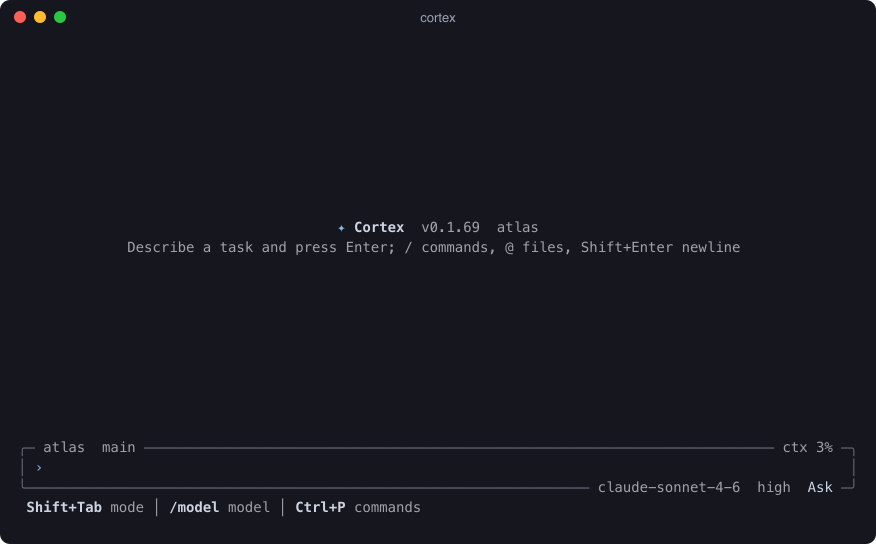 cortex
✦ Cortex v0.1.69 atlas
Describe a task and press Enter; / commands, @ files, Shift+Enter newline
atlas main ctx 3%
›
claude-sonnet-4-6 high Ask
Shift+Tab mode │ /model model │ Ctrl+P commands